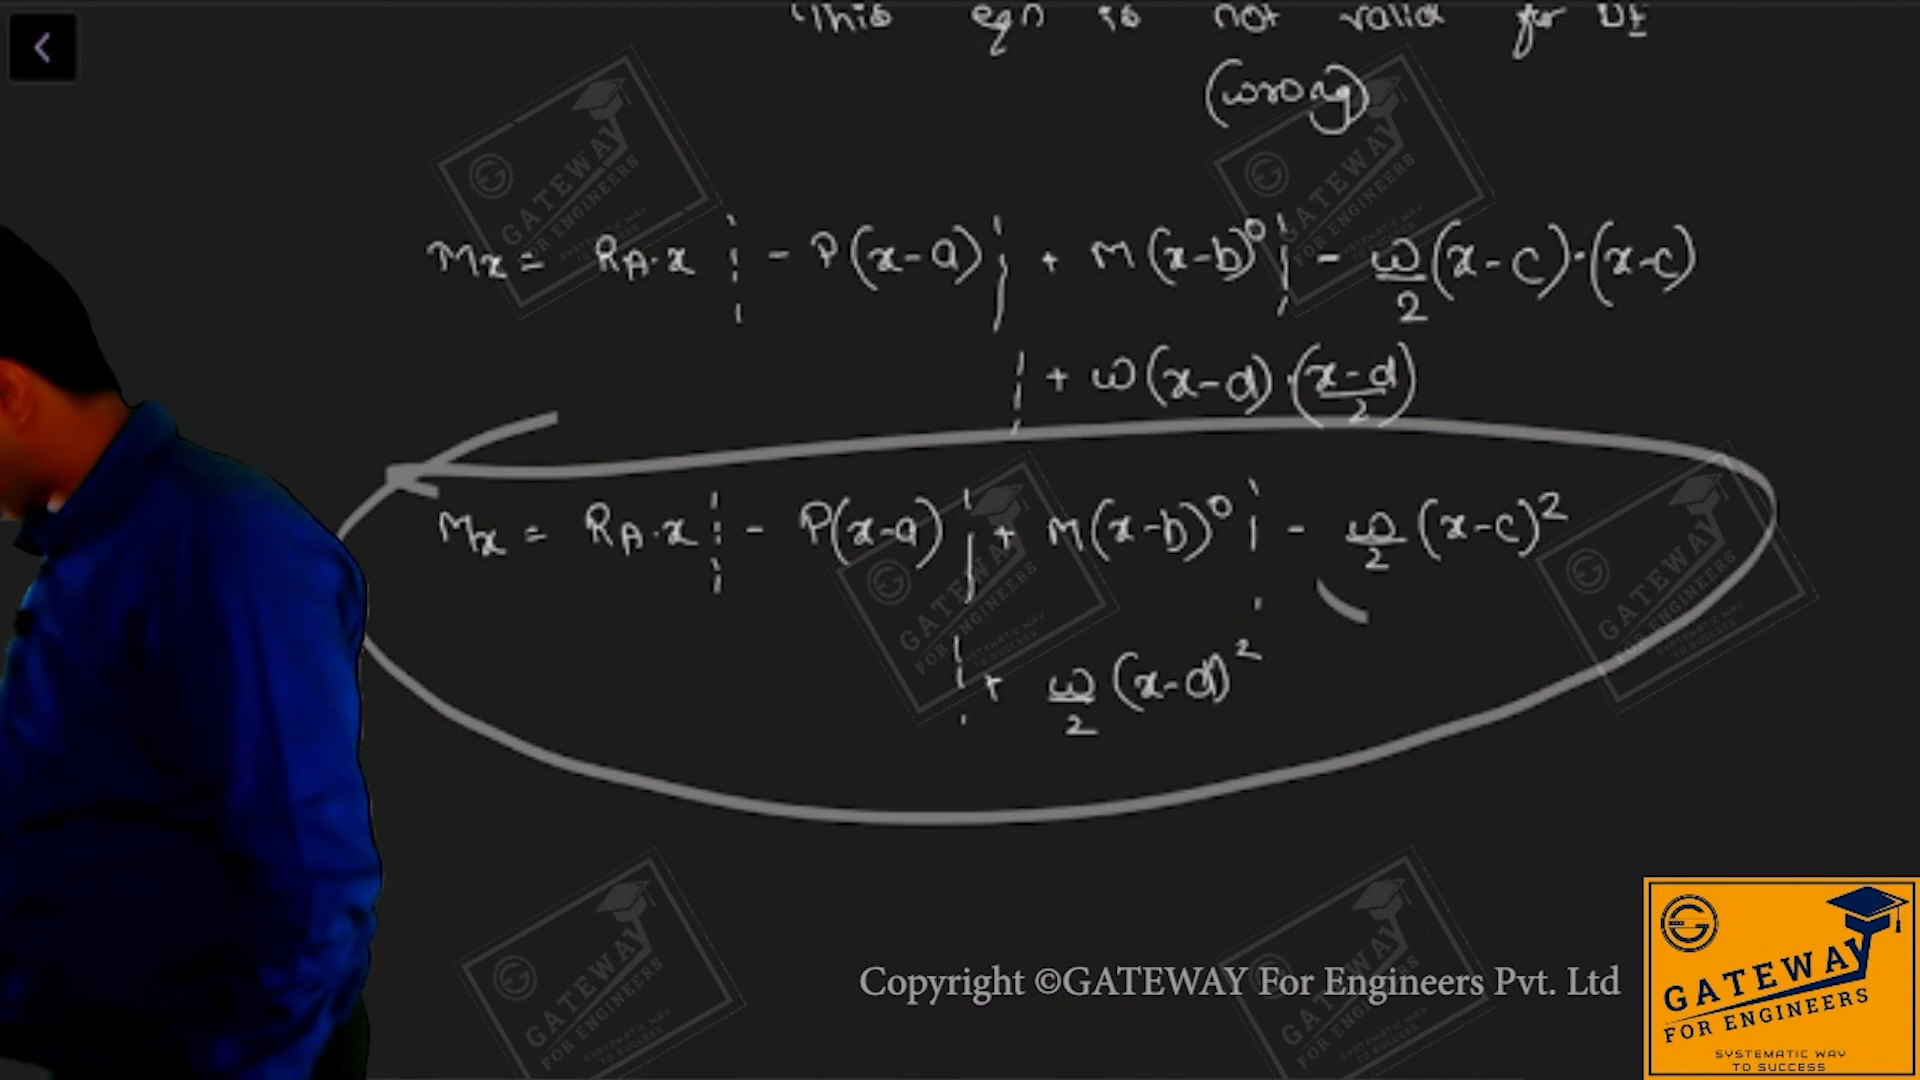 This eqn is not valid for DE
(wrong)
Mx = RA.x ¦ - P(x-a) ¦ + M(x-b)⁰ ¦ - ω/2 (x-c).(x-c)
¦ + ω(x-d).(x-d/2)
Mx = RA.x ¦ - P(x-a) ¦ + M(x-b)⁰ ¦ - ω/2 (x-c)²
¦ + ω/2 (x-d)²
Copyright ©GATEWAY For Engineers Pvt. Ltd
G
GATEWAY
FOR ENGINEERS
SYSTEMATIC WAY
TO SUCCESS